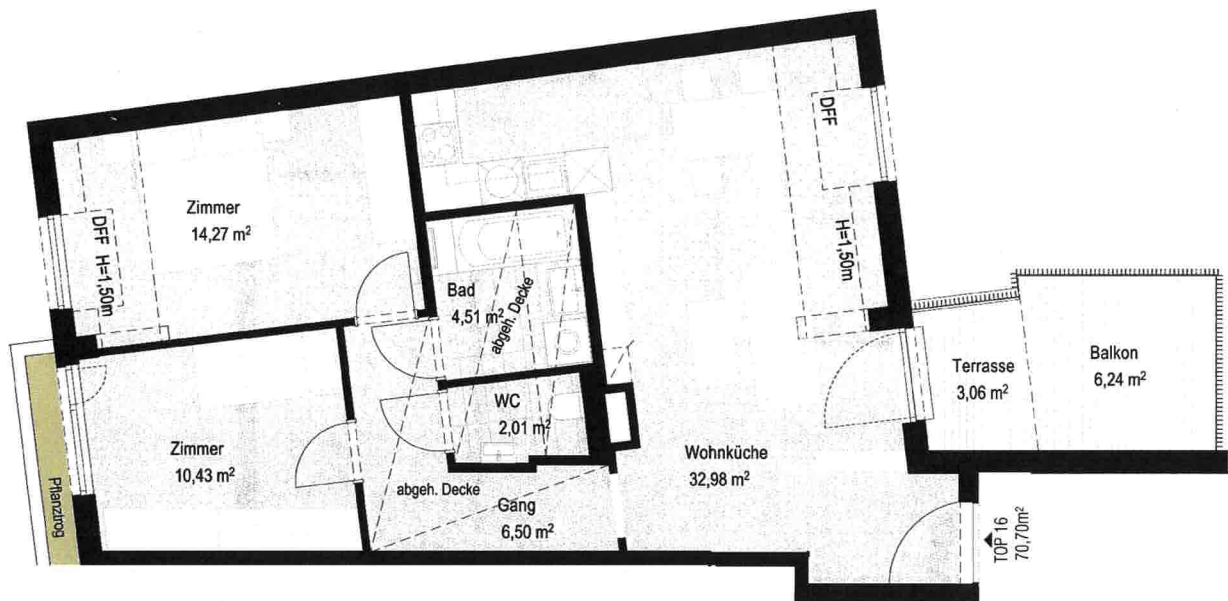 DFF
Zimmer
14,27 m²
DFF H=1,50m
H=1,50m
Bad
4,51 m²
abgeh. Decke
Terrasse
3,06 m²
Balkon
6,24 m²
WC
2,01 m²
Zimmer
10,43 m²
Wohnküche
32,98 m²
abgeh. Decke
Gang
6,50 m²
Pflanztrog
TOP 16
70,70m²